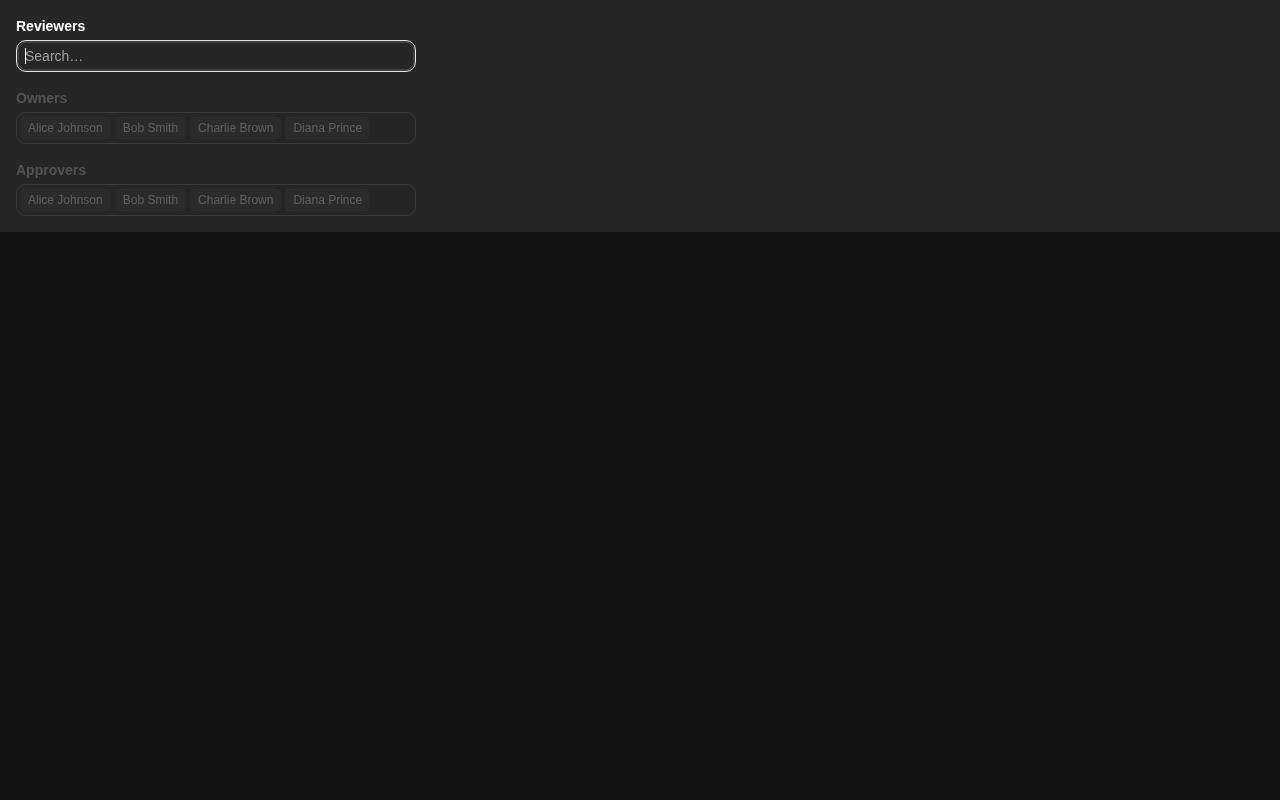 Reviewers
Search…
Owners
Alice Johnson Bob Smith Charlie Brown Diana Prince
Approvers
Alice Johnson Bob Smith Charlie Brown Diana Prince